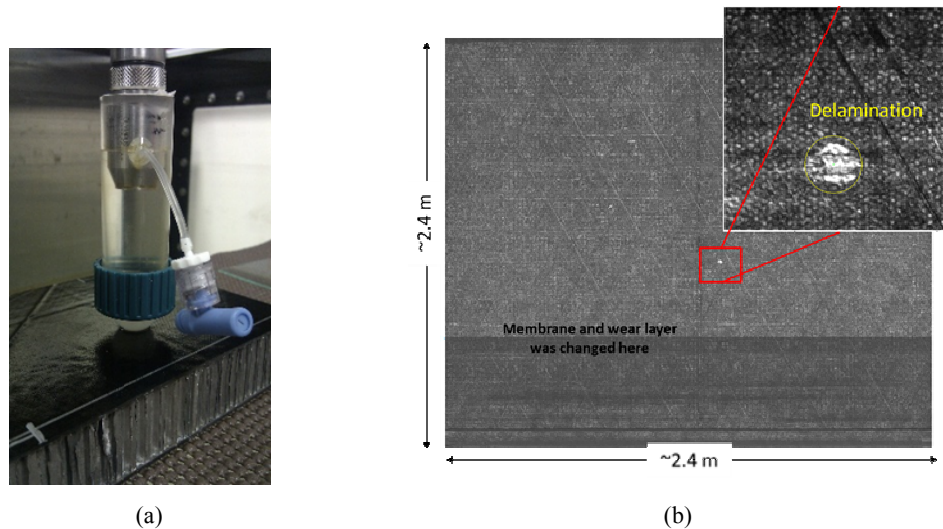 Delamination
~2.4 m
Membrane and wear layer
was changed here
~2.4 m
(a)
(b)